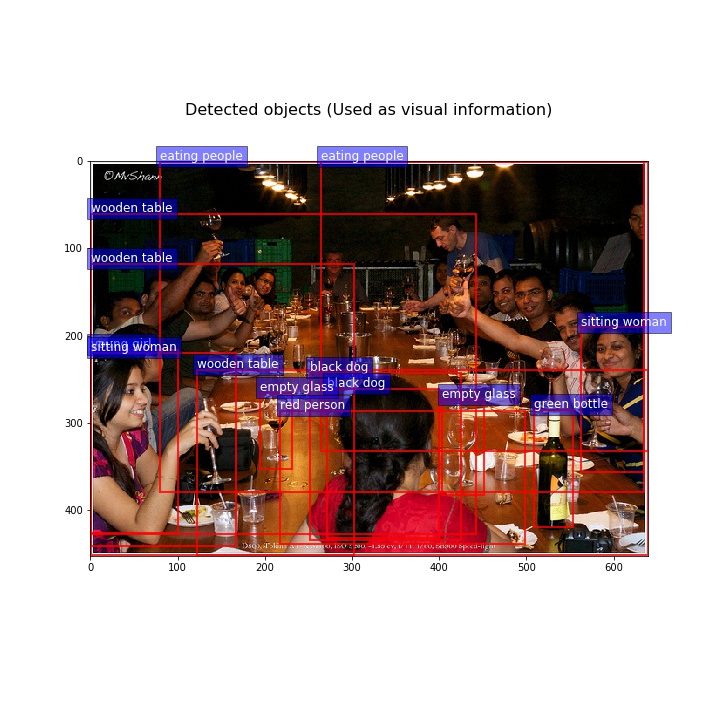 Detected objects (Used as visual information)
eating people
eating people
©MvShann
wooden table
wooden table
sitting woman
sitting woman
wooden table
black dog
black dog
empty glass
empty glass
red person
green bottle
0
100
200
300
400
0
100
200
300
400
500
600